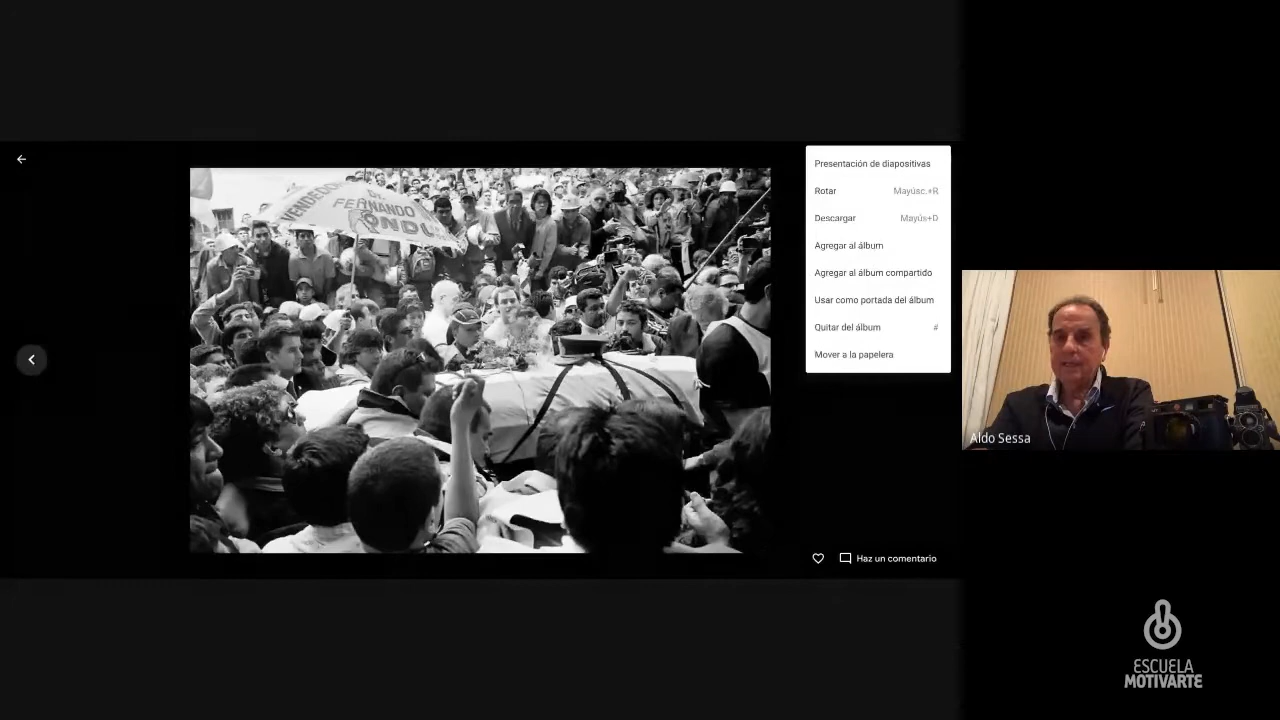 VENCEDO
FERNANDO
Presentación de diapositivas
Rotar Mayúsc.+R
Descargar Mayús+D
Agregar al álbum
Agregar al álbum compartido
Usar como portada del álbum
Quitar del álbum #
Mover a la papelera
Haz un comentario
Aldo Sessa
ESCUELA
MOTIVARTE